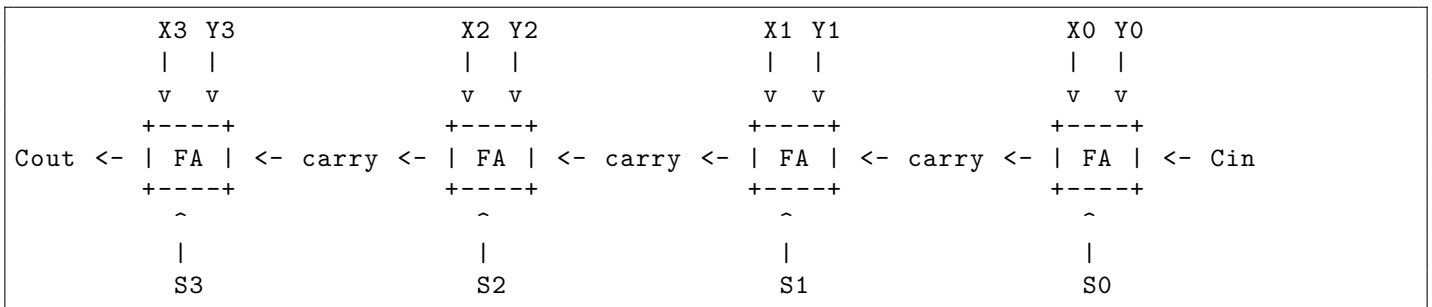 X3 Y3 X2 Y2 X1 Y1 X0 Y0
| | | | | | | |
v v v v v v v v
+----+ +----+ +----+ +----+
Cout <- | FA | <- carry <- | FA | <- carry <- | FA | <- carry <- | FA | <- Cin
+----+ +----+ +----+ +----+
^ ^ ^ ^
| | | |
S3 S2 S1 S0